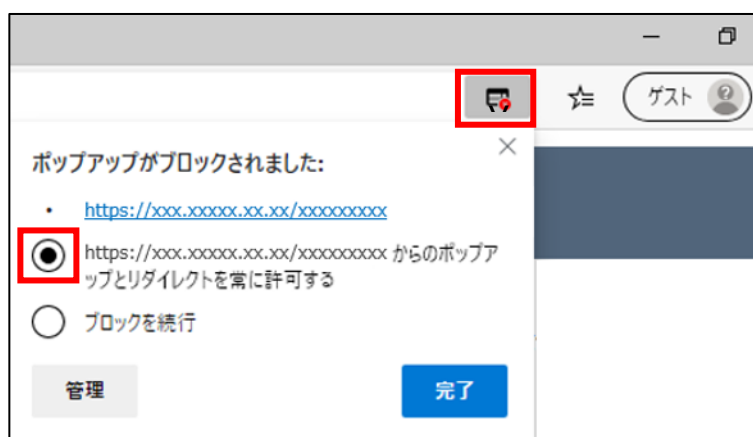 ゲスト
ポップアップがブロックされました:
• https://xxx.xxxxx.xx.xx/xxxxxxxxx
https://xxx.xxxxx.xx.xx/xxxxxxxxx からのポップア
ップとリダイレクトを常に許可する
ブロックを続行
管理 完了